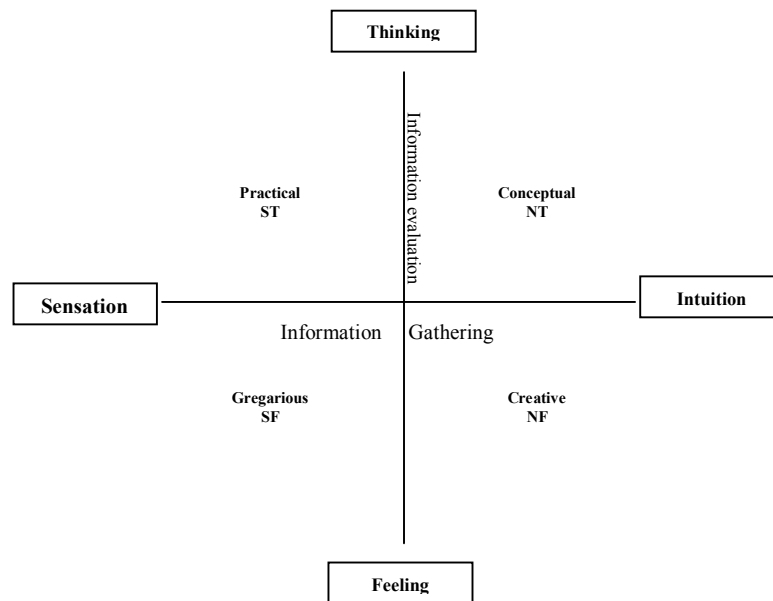 Thinking
Information evaluation
Practical
ST
Conceptual
NT
Sensation
Intuition
Information Gathering
Gregarious
SF
Creative
NF
Feeling